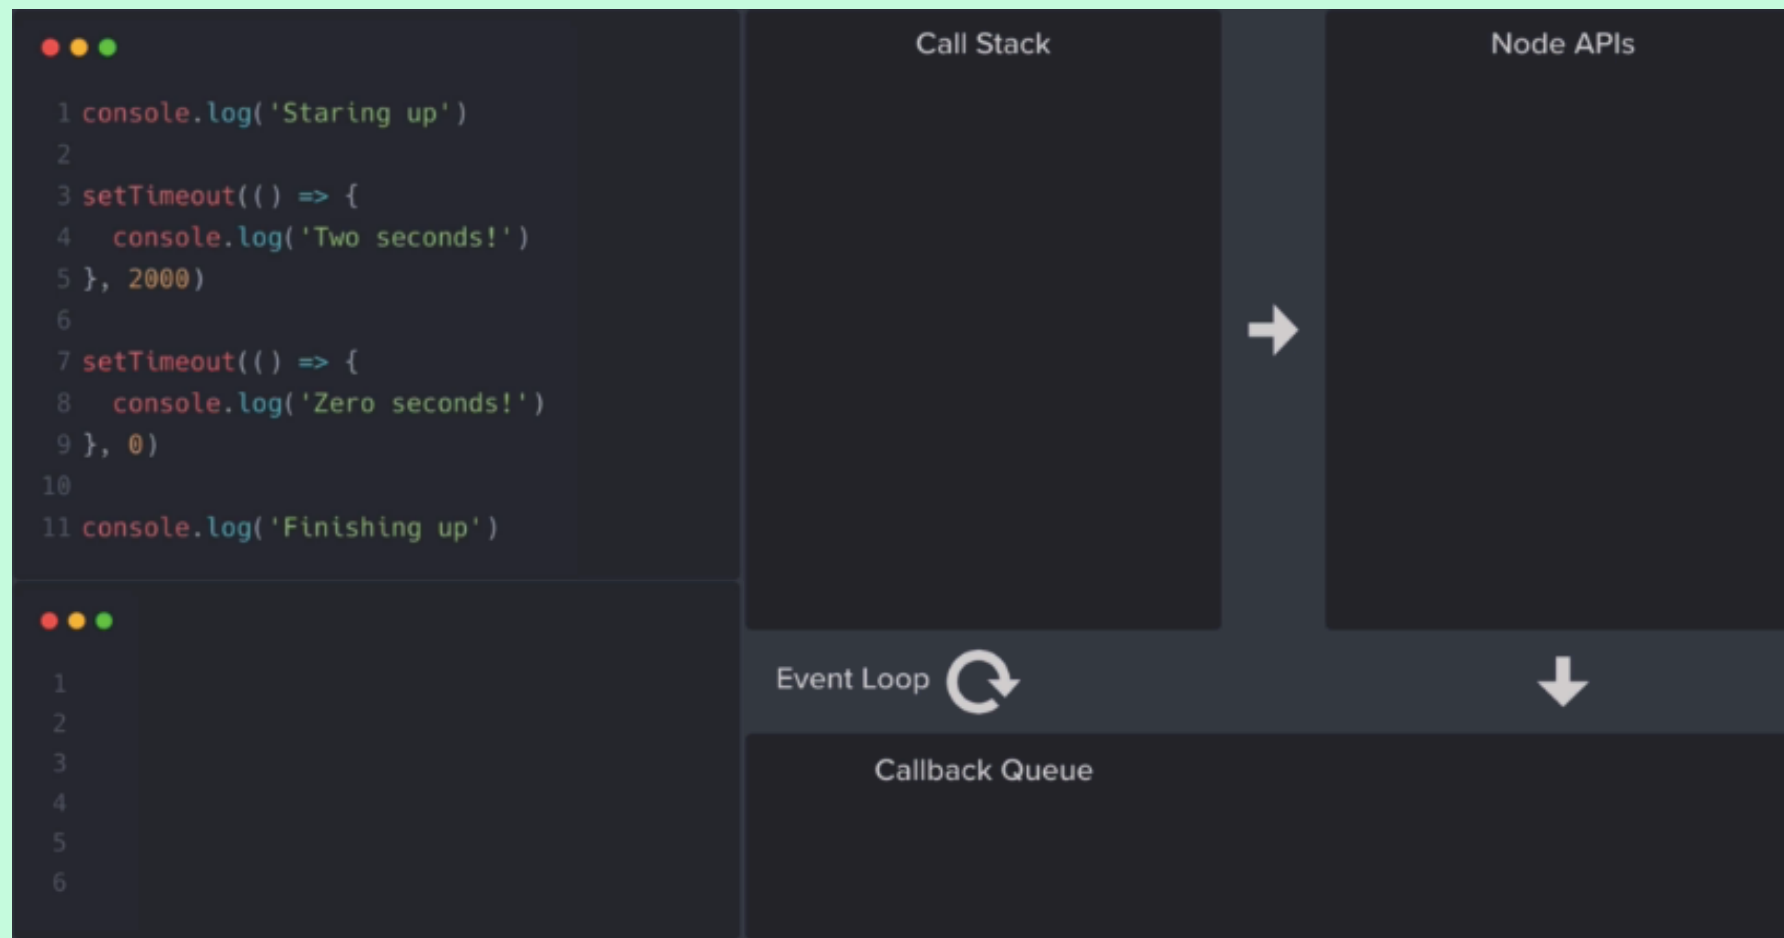 1 console.log('Staring up')
2
3 setTimeout(() => {
4   console.log('Two seconds!')
5 }, 2000)
6
7 setTimeout(() => {
8   console.log('Zero seconds!')
9 }, 0)
10
11 console.log('Finishing up')
1
2
3
4
5
6
Call Stack
Node APIs
Event Loop
Callback Queue